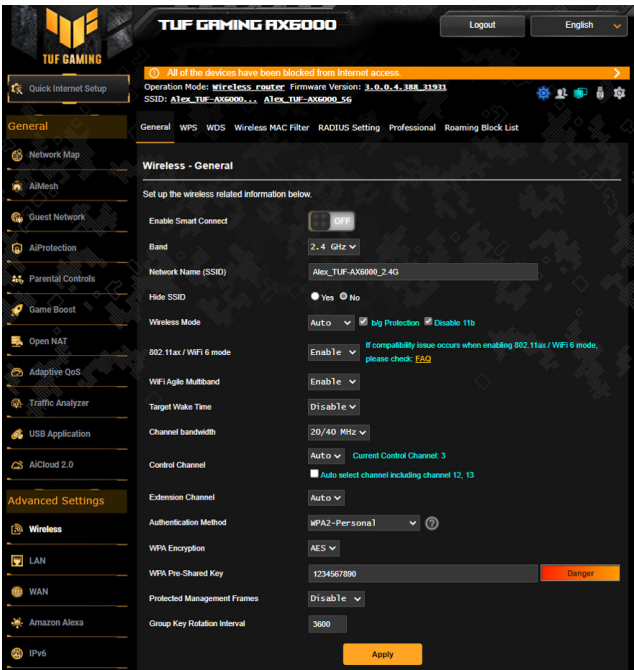 TUF GAMING AX6000
Logout
English
TUF GAMING
All of the devices have been blocked from Internet access.
Quick Internet Setup
Operation Mode: Wireless router Firmware Version: 3.0.0.4.388_31931
SSID: Alex_TUF-AX6000... Alex_TUF-AX6000_5G
General
General WPS WDS Wireless MAC Filter RADIUS Setting Professional Roaming Block List
Network Map
AiMesh
Guest Network
AiProtection
Parental Controls
Game Boost
Open NAT
Adaptive QoS
Traffic Analyzer
USB Application
AiCloud 2.0
Advanced Settings
Wireless
LAN
WAN
Amazon Alexa
IPv6
Wireless - General
Set up the wireless related information below.
Enable Smart Connect OFF
Band 2.4 GHz
Network Name (SSID) Alex_TUF-AX6000_2.4G
Hide SSID Yes No
Wireless Mode Auto b/g Protection Disable 11b
802.11ax / WiFi 6 mode Enable If compatibility issue occurs when enabling 802.11ax / WiFi 6 mode,
please check: FAQ
WiFi Agile Multiband Enable
Target Wake Time Disable
Channel bandwidth 20/40 MHz
Control Channel Auto Current Control Channel: 3
Auto select channel including channel 12, 13
Extension Channel Auto
Authentication Method WPA2-Personal ?
WPA Encryption AES
WPA Pre-Shared Key 1234567890 Danger
Protected Management Frames Disable
Group Key Rotation Interval 3600
Apply